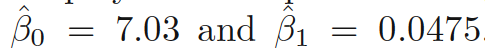 β̂₀ = 7.03 and β̂₁ = 0.0475.